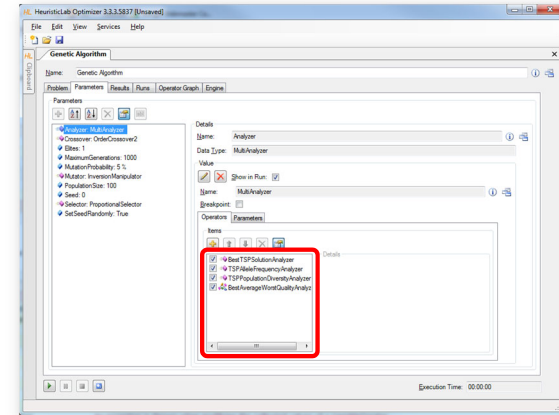 HL HeuristicLab Optimizer 3.3.3.5837 [Unsaved]
File Edit View Services Help
Genetic Algorithm
Clipboard
Name: Genetic Algorithm
Problem Parameters Results Runs Operator Graph Engine
Parameters
Analyzer: MultiAnalyzer
Crossover: OrderCrossover2
Elites: 1
MaximumGenerations: 1000
MutationProbability: 5 %
Mutator: InversionManipulator
PopulationSize: 100
Seed: 0
Selector: ProportionalSelector
SetSeedRandomly: True
Details
Name: Analyzer
Data Type: MultiAnalyzer
Value
Show in Run:
Name: MultiAnalyzer
Breakpoint:
Operators Parameters
Items
BestTSPSolutionAnalyzer
TSPAlleleFrequencyAnalyzer
TSPPopulationDiversityAnalyzer
BestAverageWorstQualityAnalyz
Details
Execution Time: 00:00:00